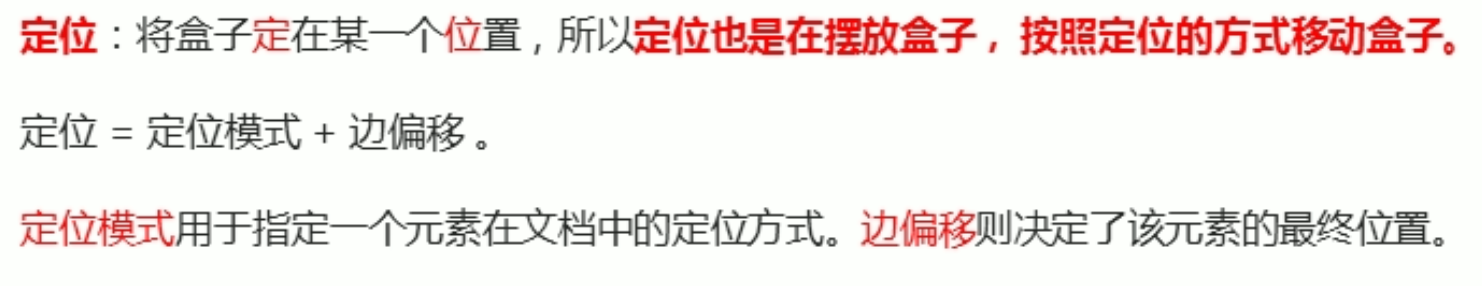 定位：将盒子定在某一个位置，所以定位也是在摆放盒子，按照定位的方式移动盒子。
定位 = 定位模式 + 边偏移 。
定位模式用于指定一个元素在文档中的定位方式。边偏移则决定了该元素的最终位置。